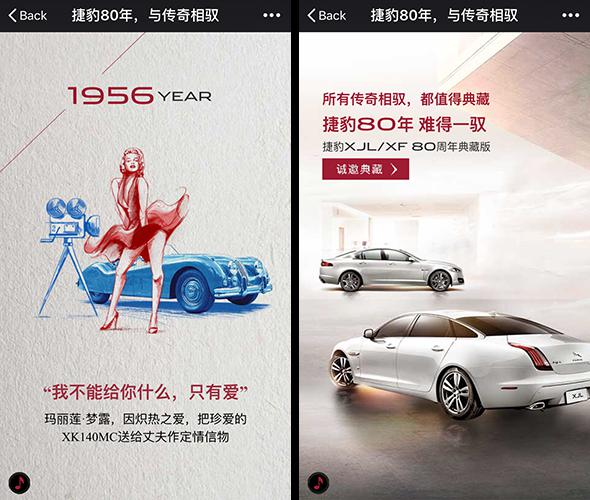 Back
捷豹80年，与传奇相驭
1956 YEAR
“我不能给你什么，只有爱”
玛丽莲·梦露，因炽热之爱，把珍爱的
XK140MC送给丈夫作定情信物
Back
捷豹80年，与传奇相驭
所有传奇相驭，都值得典藏
捷豹80年 难得一驭
捷豹XJL/XF 80周年典藏版
诚邀典藏
XJL